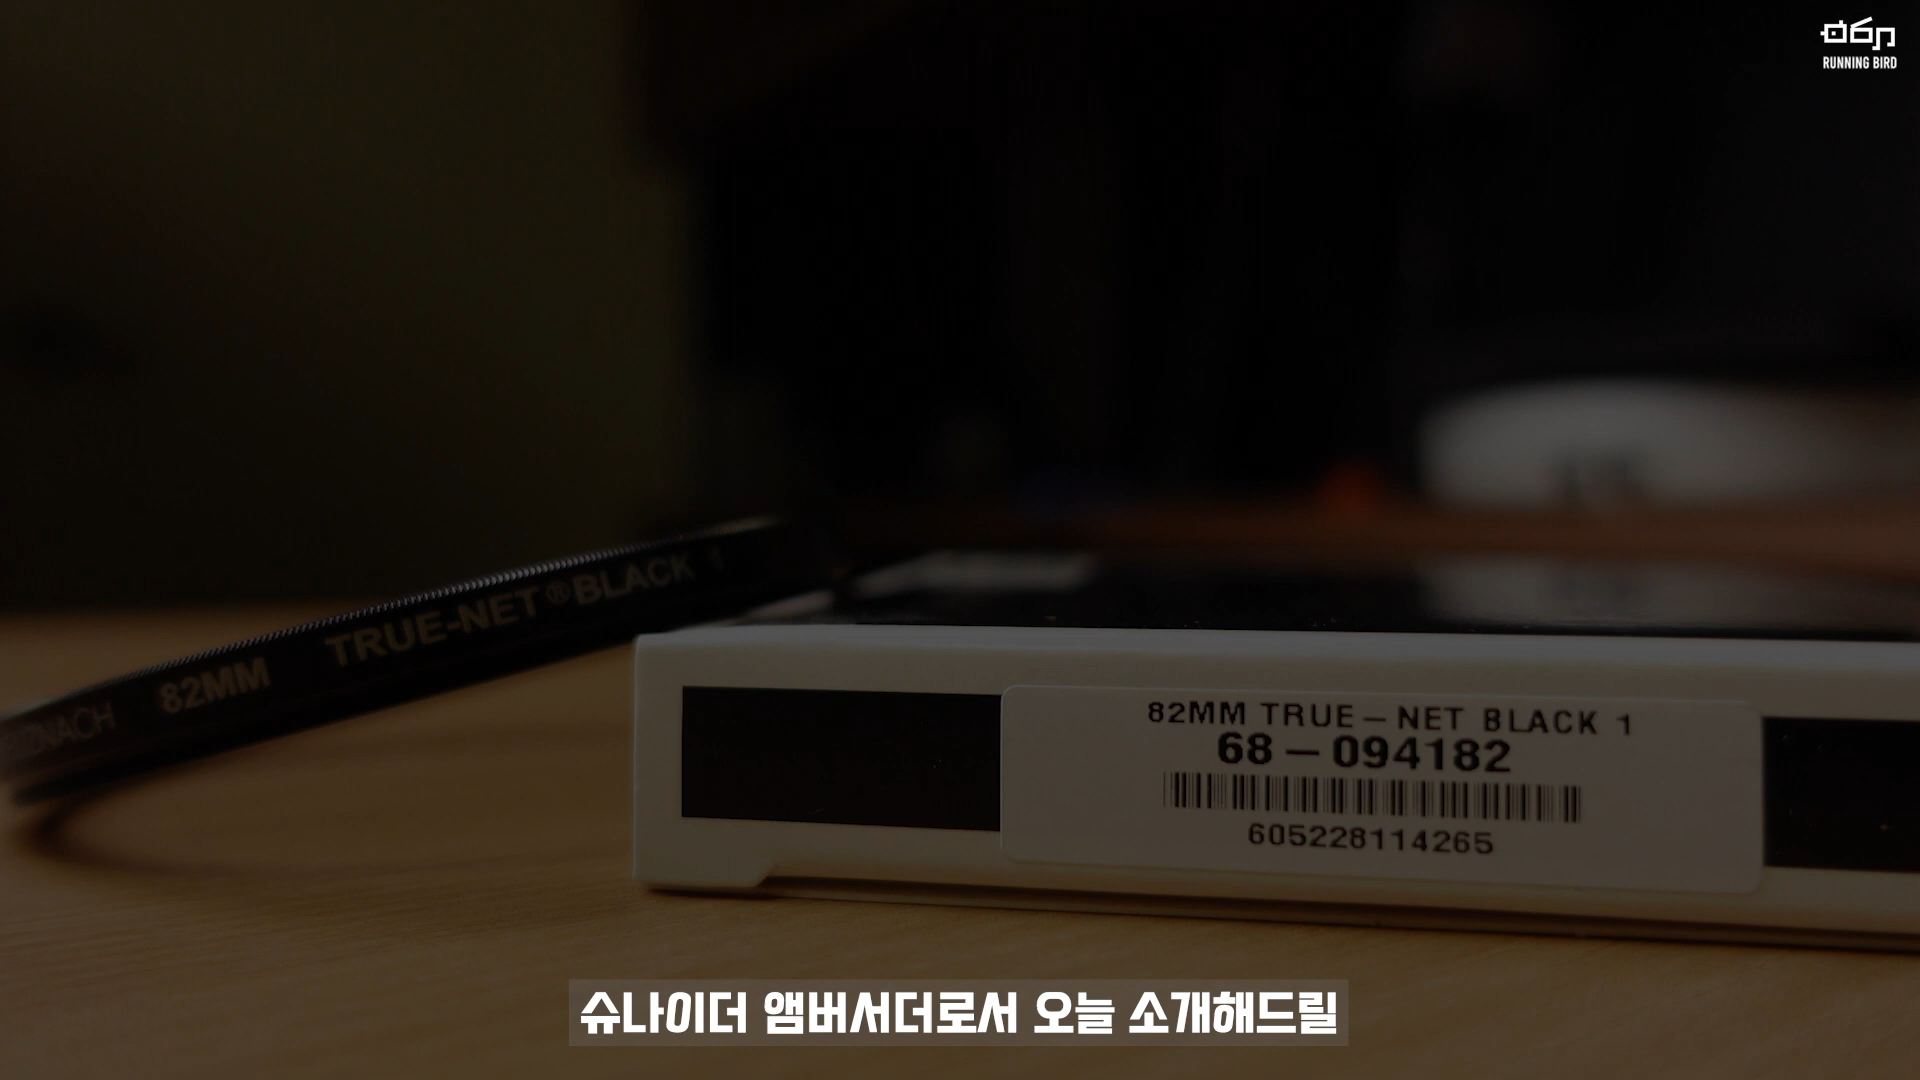 RUNNING BIRD
82MM TRUE-NET®BLACK 1
82MM TRUE-NET BLACK 1
68-094182
605228114265
슈나이더 앰버서더로서 오늘 소개해드릴